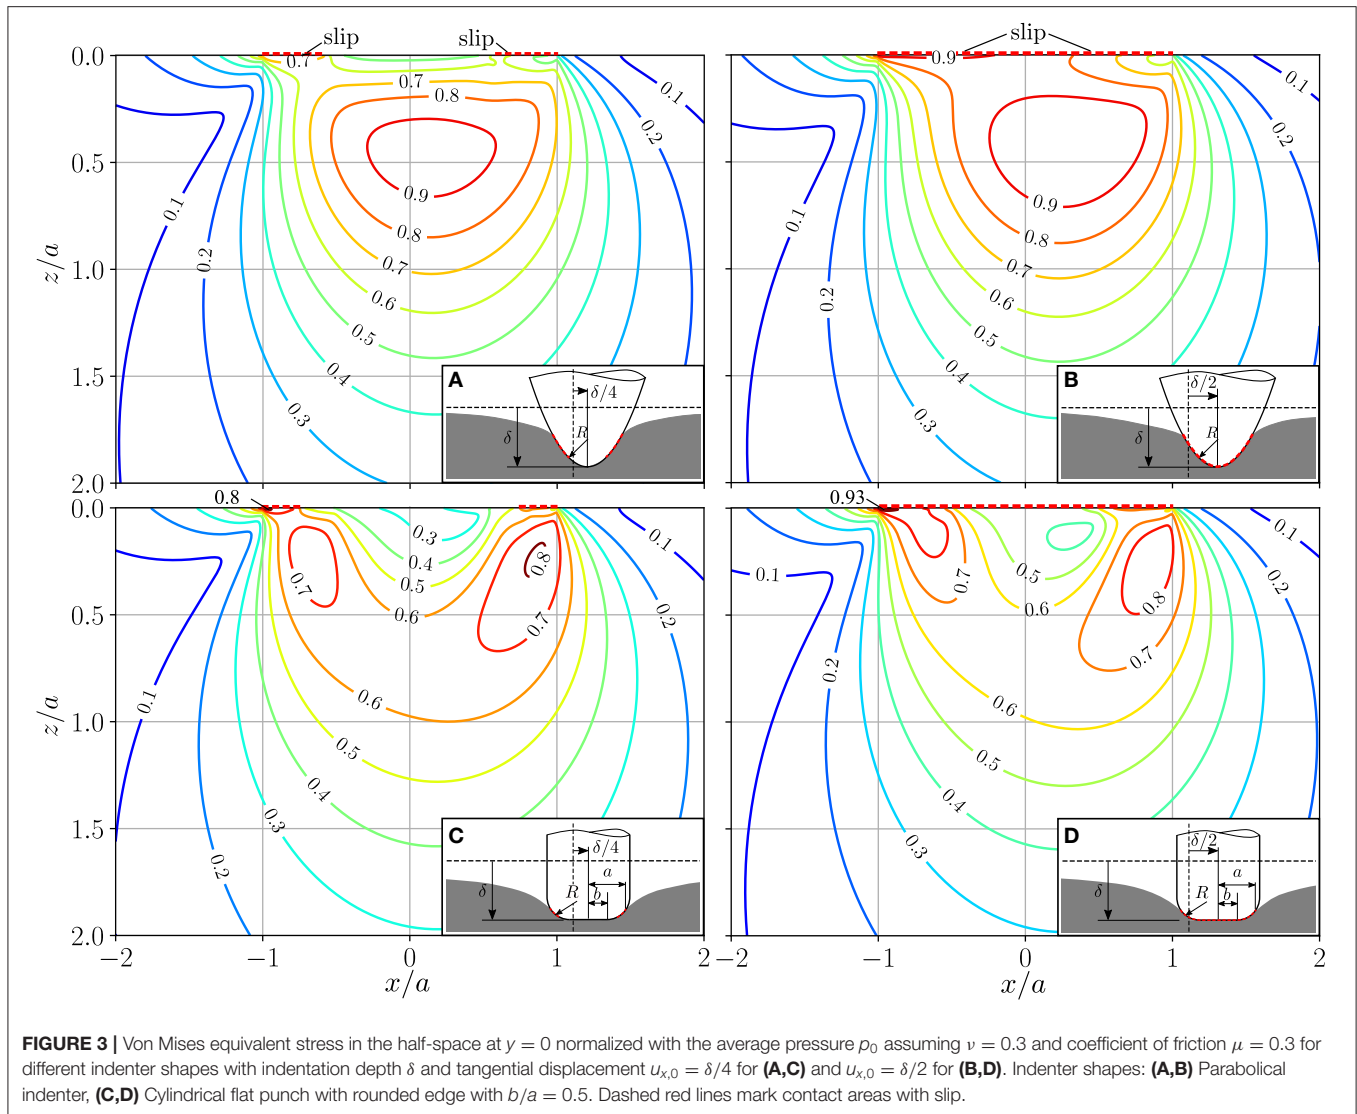 slip
slip
slip
0.0
0.5
1.0
1.5
2.0
z/a
0.7
0.7
0.8
0.9
0.8
0.7
0.6
0.5
0.4
0.3
0.2
0.1
0.1
0.2
A
δ/4
δ
R
0.9
0.9
0.8
0.7
0.6
0.5
0.4
0.3
0.2
0.1
0.1
0.2
B
δ/2
δ
R
0.0
0.5
1.0
1.5
2.0
z/a
0.8
0.3
0.4
0.5
0.6
0.7
0.8
0.7
0.6
0.5
0.4
0.3
0.2
0.1
0.1
0.2
C
δ/4
a
δ
R
b
−2
−1
0
1
2
x/a
0.93
0.1
0.2
0.7
0.5
0.6
0.8
0.7
0.6
0.5
0.4
0.3
0.2
0.1
D
δ/2
a
δ
R
b
−2
−1
0
1
2
x/a
FIGURE 3 | Von Mises equivalent stress in the half-space at y = 0 normalized with the average pressure p₀ assuming ν = 0.3 and coefficient of friction μ = 0.3 for
different indenter shapes with indentation depth δ and tangential displacement uₓ,₀ = δ/4 for (A,C) and uₓ,₀ = δ/2 for (B,D). Indenter shapes: (A,B) Parabolical
indenter, (C,D) Cylindrical flat punch with rounded edge with b/a = 0.5. Dashed red lines mark contact areas with slip.